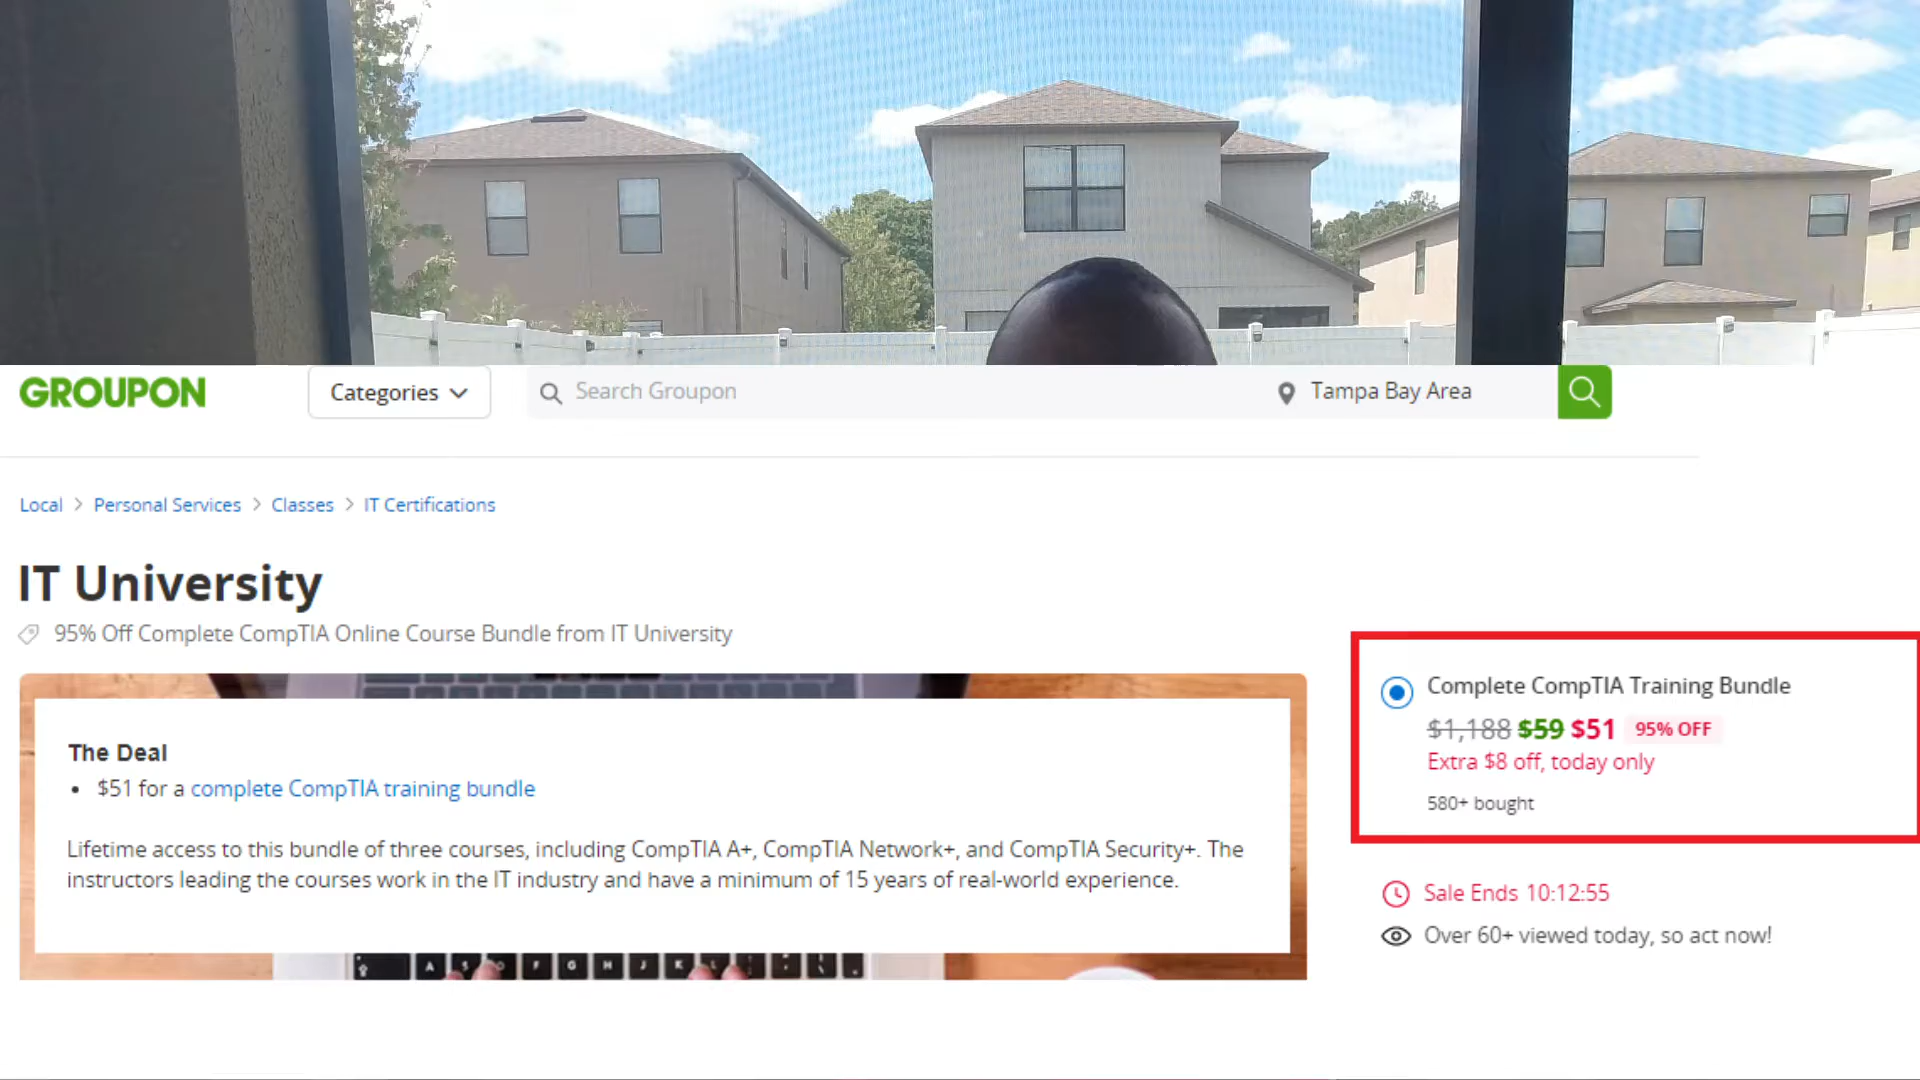 GROUPON
Categories
Search Groupon
Tampa Bay Area
Local > Personal Services > Classes > IT Certifications
IT University
95% Off Complete CompTIA Online Course Bundle from IT University
The Deal
• $51 for a complete CompTIA training bundle
Lifetime access to this bundle of three courses, including CompTIA A+, CompTIA Network+, and CompTIA Security+. The
instructors leading the courses work in the IT industry and have a minimum of 15 years of real-world experience.
A S D F G H J K L
Complete CompTIA Training Bundle
$1,188 $59 $51 95% OFF
Extra $8 off, today only
580+ bought
Sale Ends 10:12:55
Over 60+ viewed today, so act now!